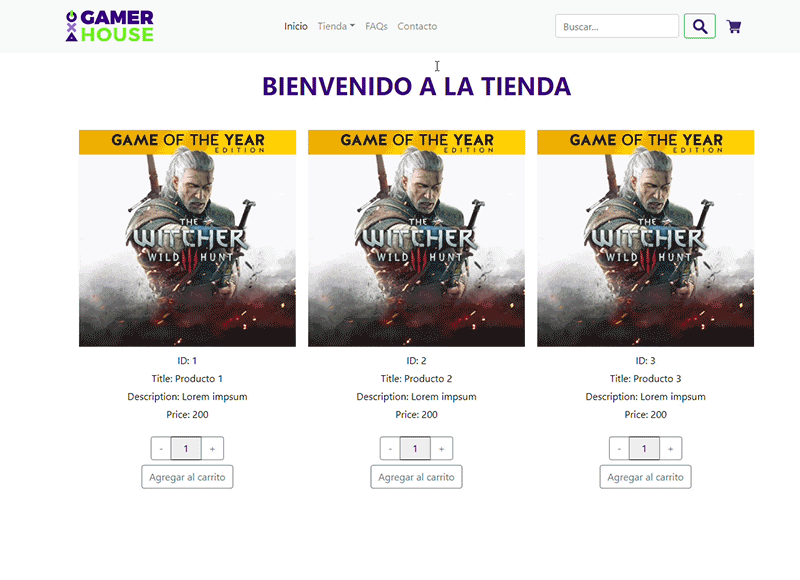 GAMER
HOUSE
Inicio Tienda FAQs Contacto
Buscar...
BIENVENIDO A LA TIENDA
GAME OF THE YEAR
EDITION
THE
WITCHER
WILD HUNT
ID: 1
Title: Producto 1
Description: Lorem impsum
Price: 200
- 1 +
Agregar al carrito
GAME OF THE YEAR
EDITION
THE
WITCHER
WILD HUNT
ID: 2
Title: Producto 2
Description: Lorem impsum
Price: 200
- 1 +
Agregar al carrito
GAME OF THE YEAR
EDITION
THE
WITCHER
WILD HUNT
ID: 3
Title: Producto 3
Description: Lorem impsum
Price: 200
- 1 +
Agregar al carrito